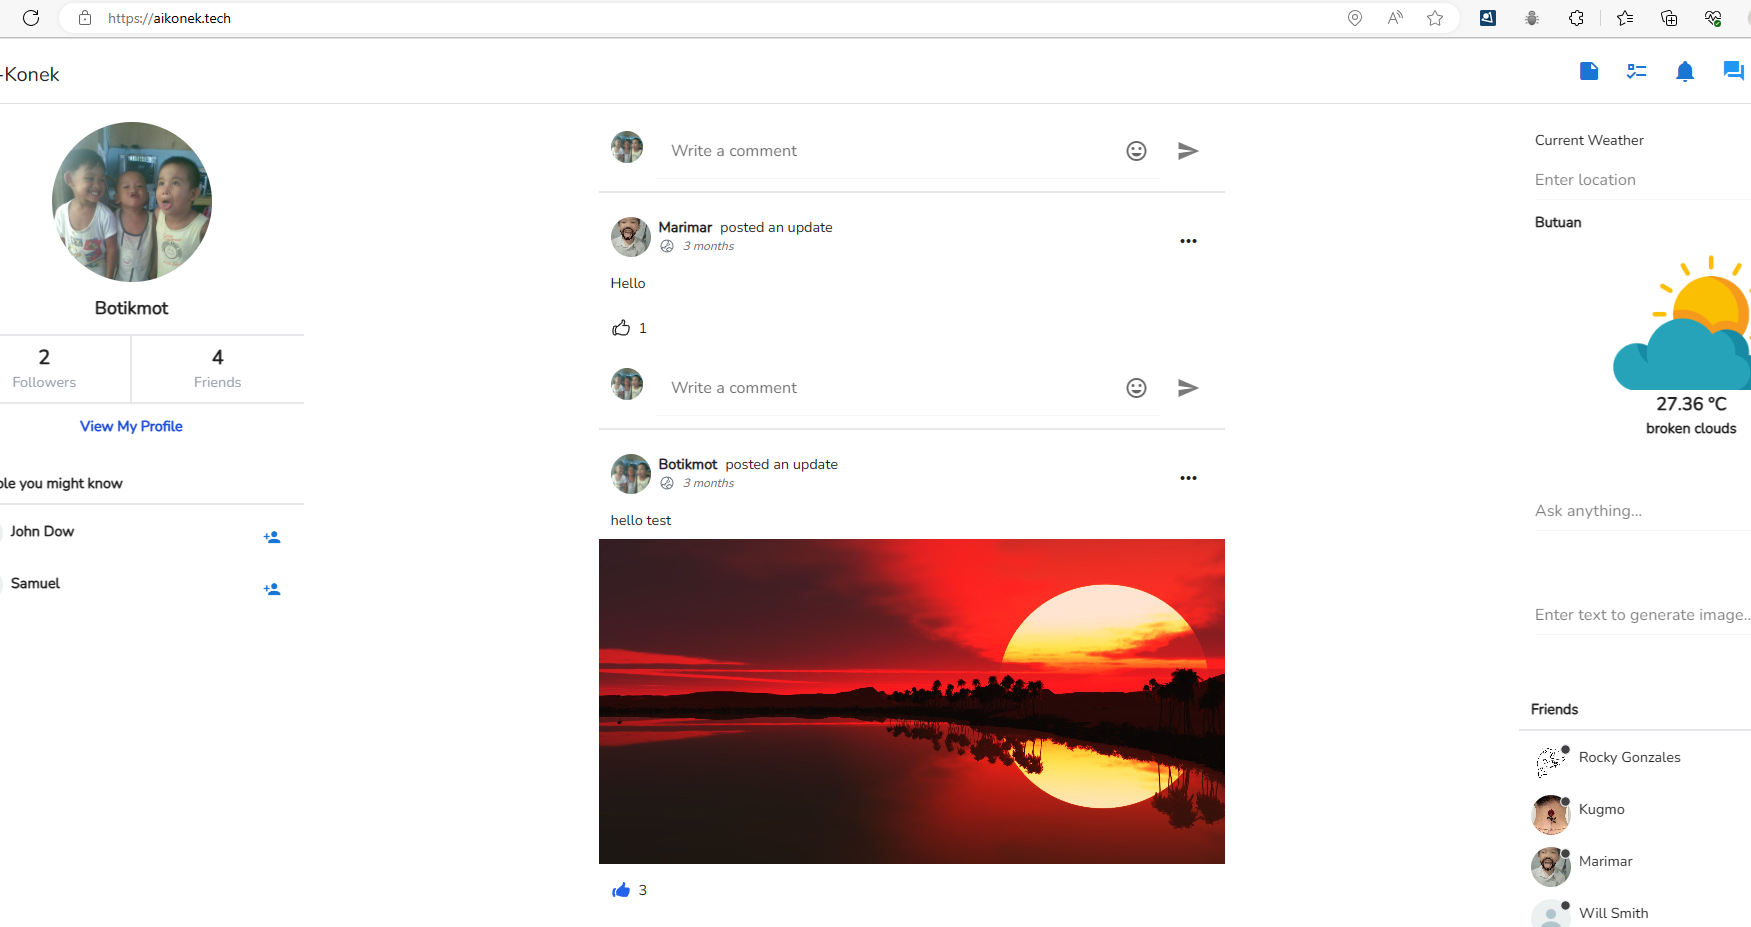 https://aikonek.tech
-Konek
Botikmot
2
Followers
4
Friends
View My Profile
ple you might know
John Dow
Samuel
Write a comment
Marimar posted an update
3 months
Hello
1
Write a comment
Botikmot posted an update
3 months
hello test
3
Current Weather
Enter location
Butuan
27.36 °C
broken clouds
Ask anything...
Enter text to generate image...
Friends
Rocky Gonzales
Kugmo
Marimar
Will Smith